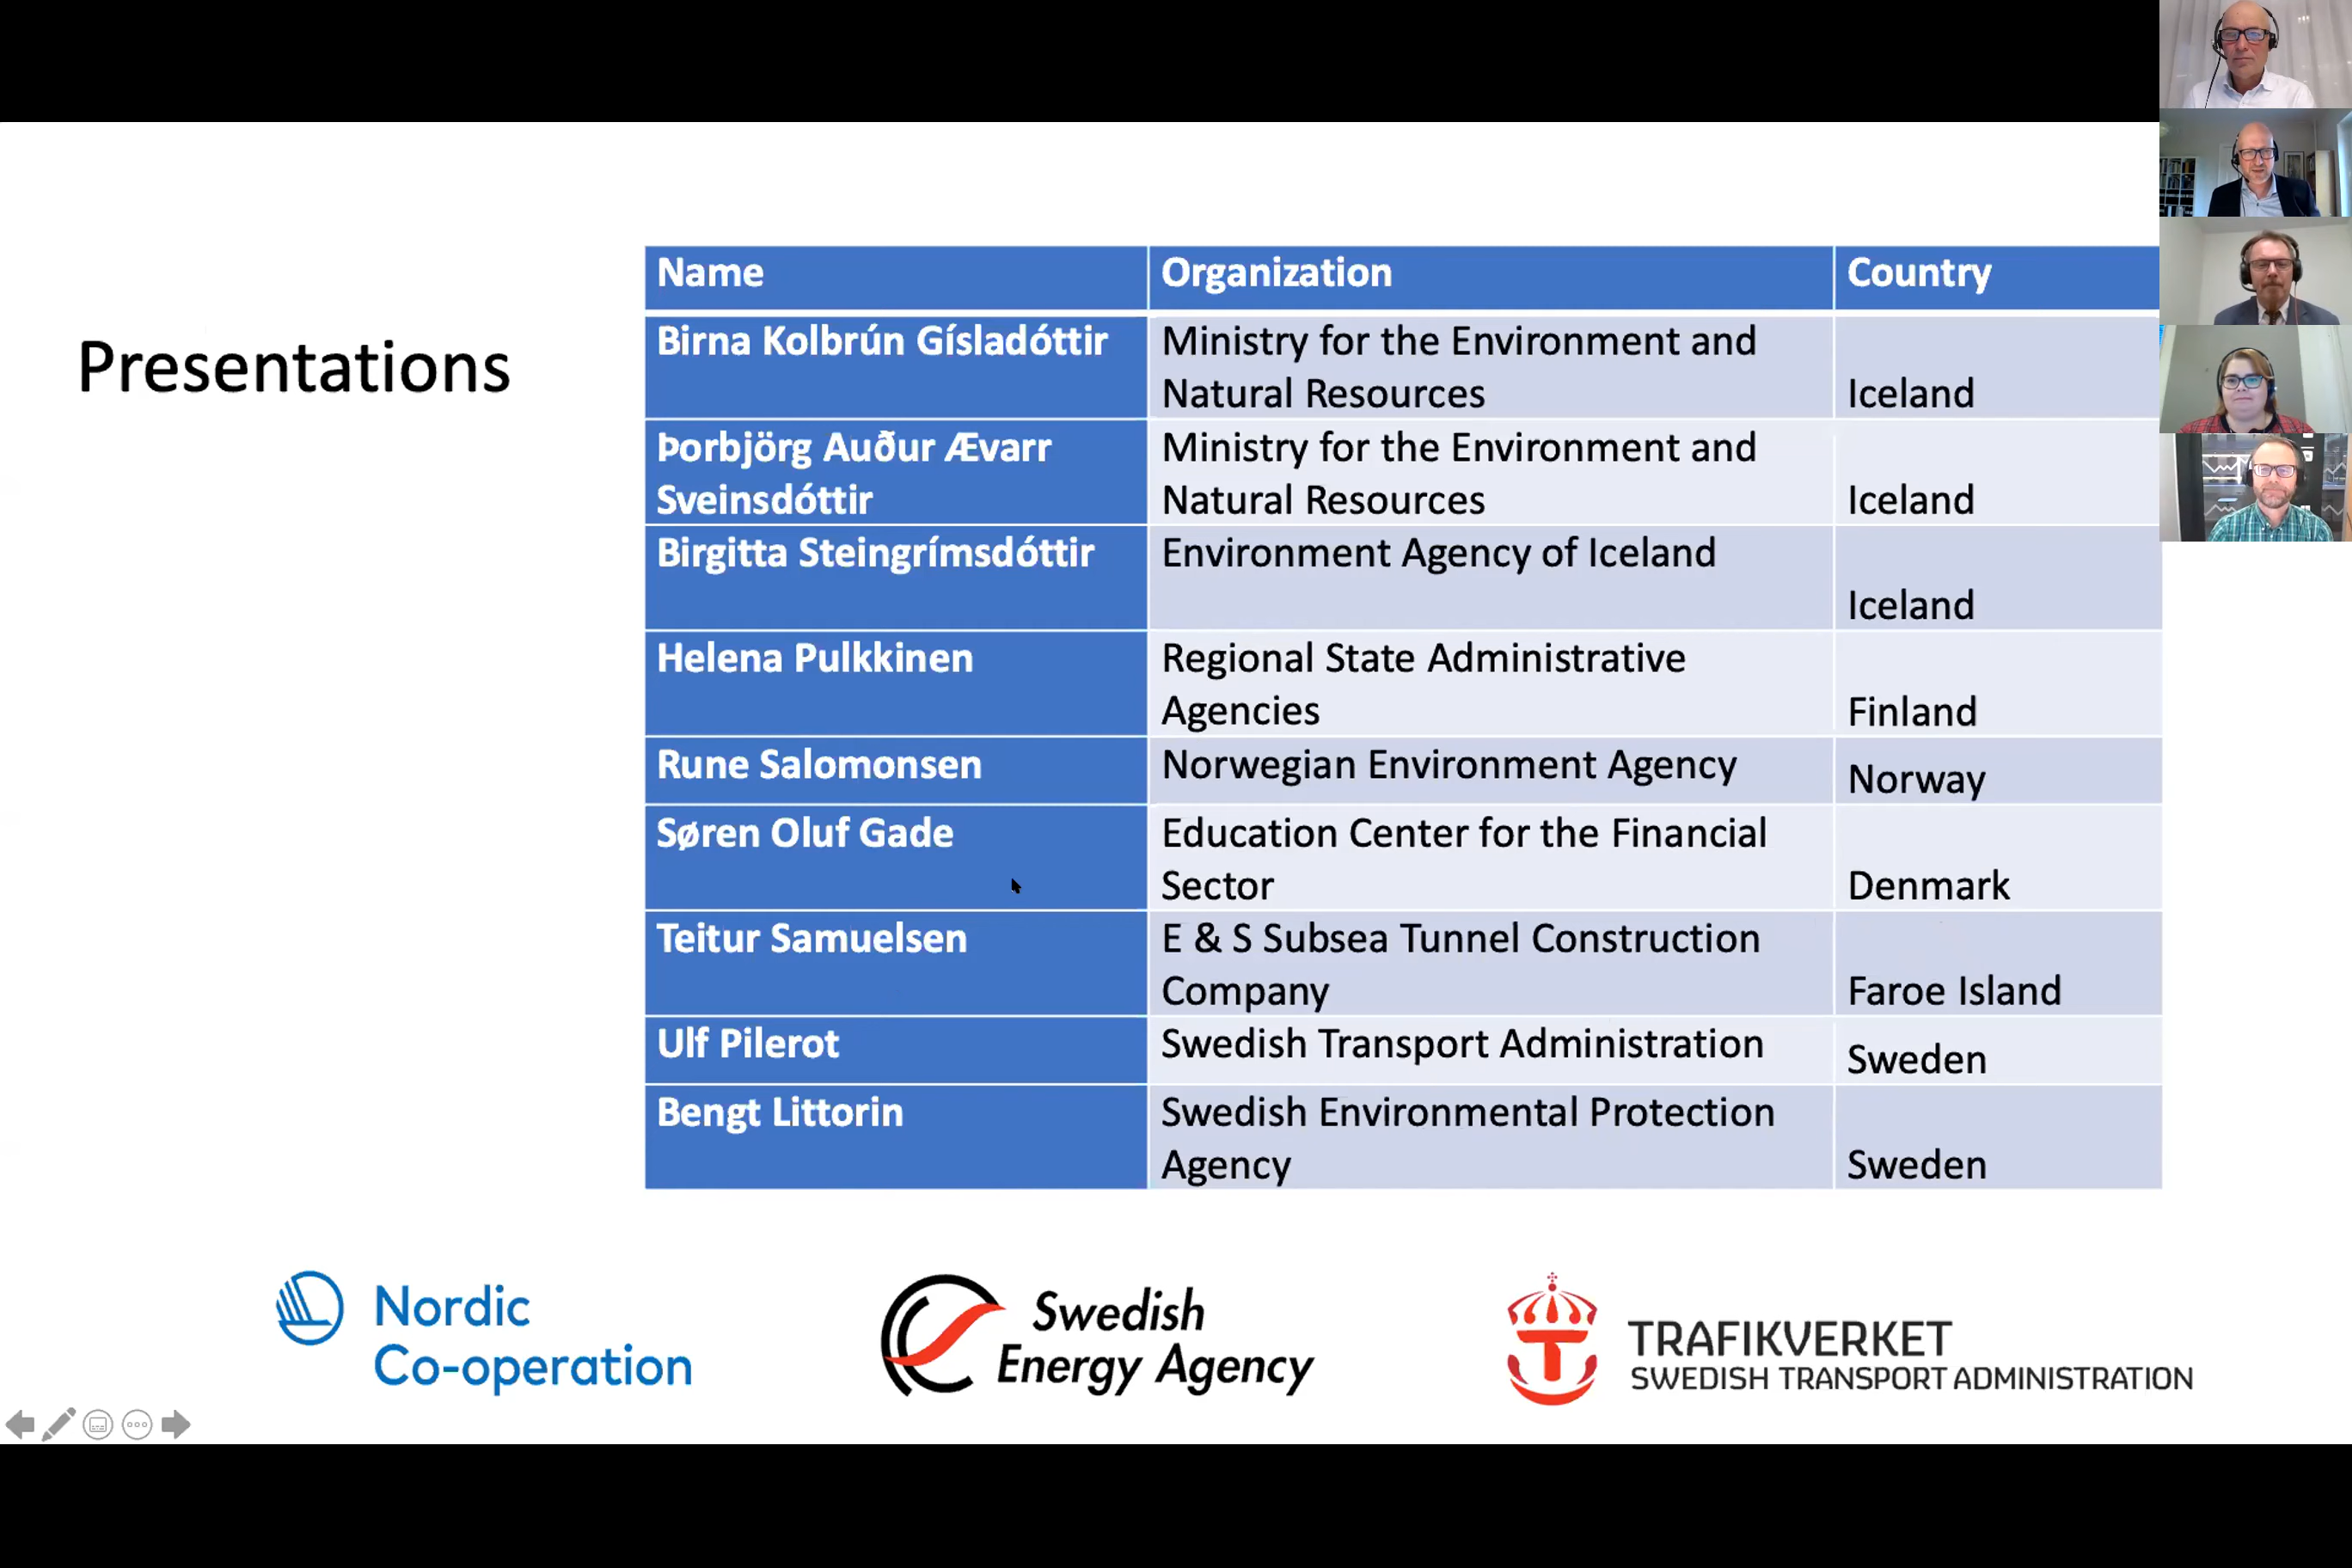 Presentations
Name Organization Country
Birna Kolbrún Gísladóttir Ministry for the Environment and
Natural Resources Iceland
Þorbjörg Auður Ævarr Ministry for the Environment and
Sveinsdóttir Natural Resources Iceland
Birgitta Steingrímsdóttir Environment Agency of Iceland
Iceland
Helena Pulkkinen Regional State Administrative
Agencies Finland
Rune Salomonsen Norwegian Environment Agency Norway
Søren Oluf Gade Education Center for the Financial
Sector Denmark
Teitur Samuelsen E & S Subsea Tunnel Construction
Company Faroe Island
Ulf Pilerot Swedish Transport Administration Sweden
Bengt Littorin Swedish Environmental Protection
Agency Sweden
Nordic
Co-operation
Swedish
Energy Agency
TRAFIKVERKET
SWEDISH TRANSPORT ADMINISTRATION